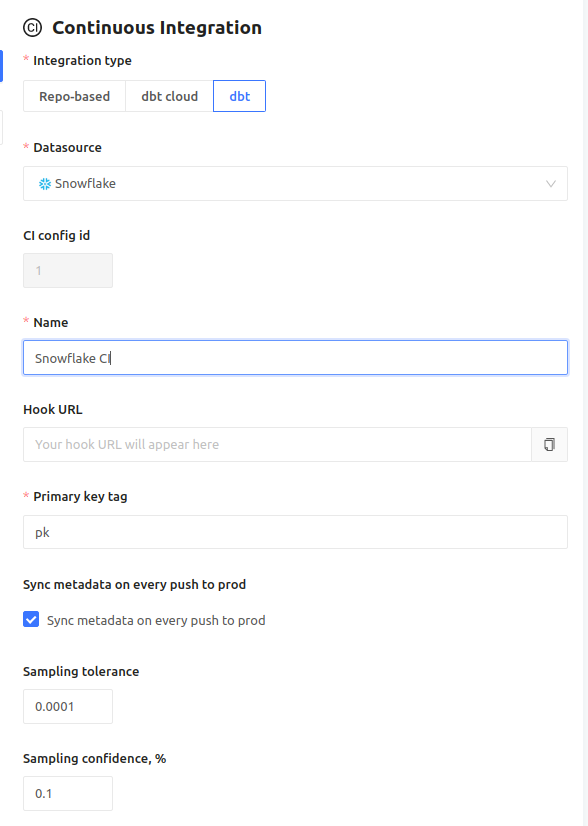 CI Continuous Integration
* Integration type
Repo-based dbt cloud dbt
* Datasource
Snowflake
CI config id
1
* Name
Snowflake CI
Hook URL
Your hook URL will appear here
* Primary key tag
pk
Sync metadata on every push to prod
Sync metadata on every push to prod
Sampling tolerance
0.0001
Sampling confidence, %
0.1